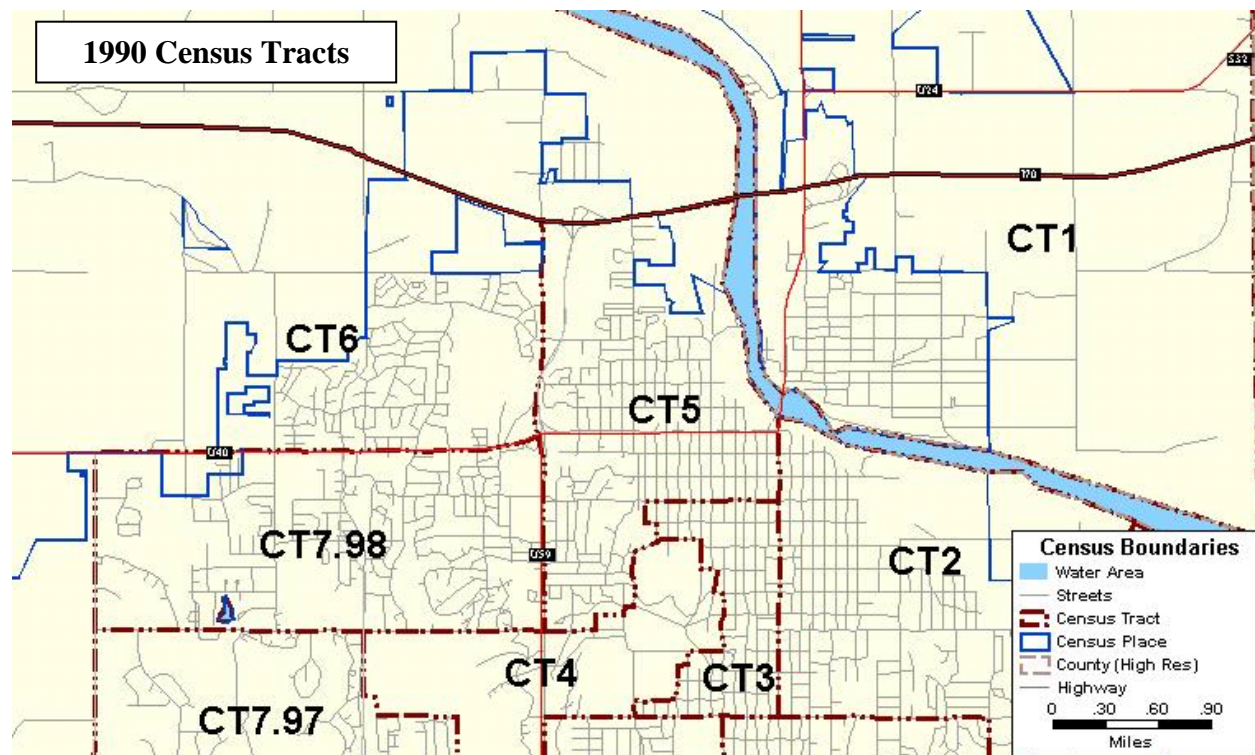 1990 Census Tracts
S32
U24
I70
CT1
CT6
CT5
U40
CT7.98
U59
CT2
CT4
CT3
CT7.97
Census Boundaries
Water Area
Streets
Census Tract
Census Place
County (High Res)
Highway
0 .30 .60 .90
Miles